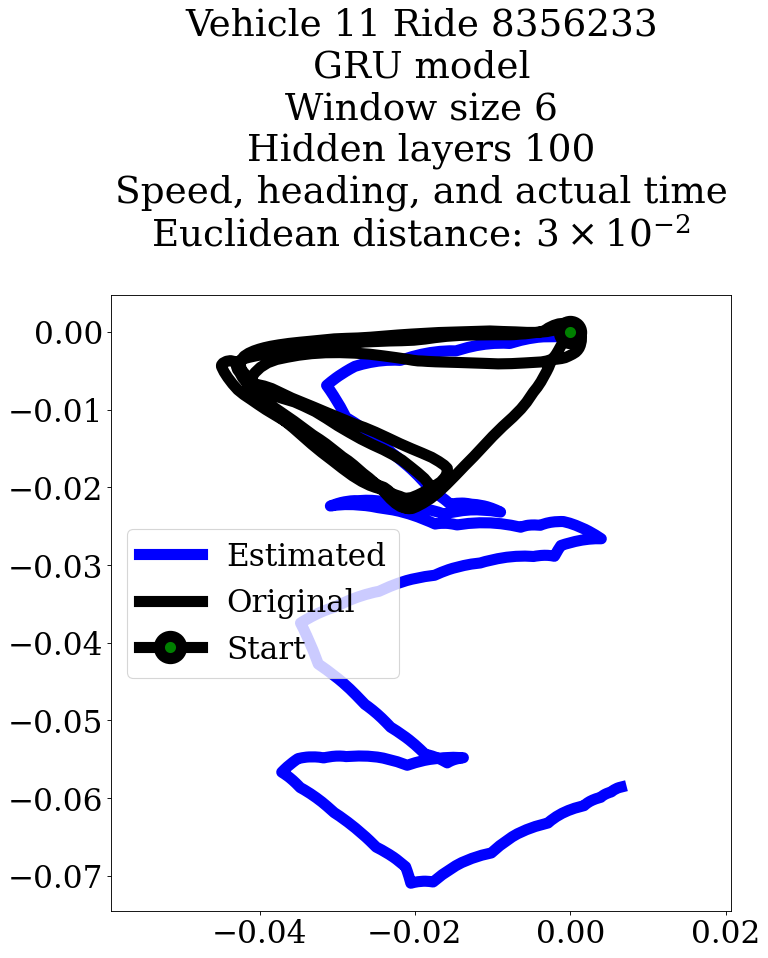 Vehicle 11 Ride 8356233
GRU model
Window size 6
Hidden layers 100
Speed, heading, and actual time
Euclidean distance: 3 × 10⁻²
0.00
−0.01
−0.02
−0.03
−0.04
−0.05
−0.06
−0.07
Estimated
Original
Start
−0.04
−0.02
0.00
0.02